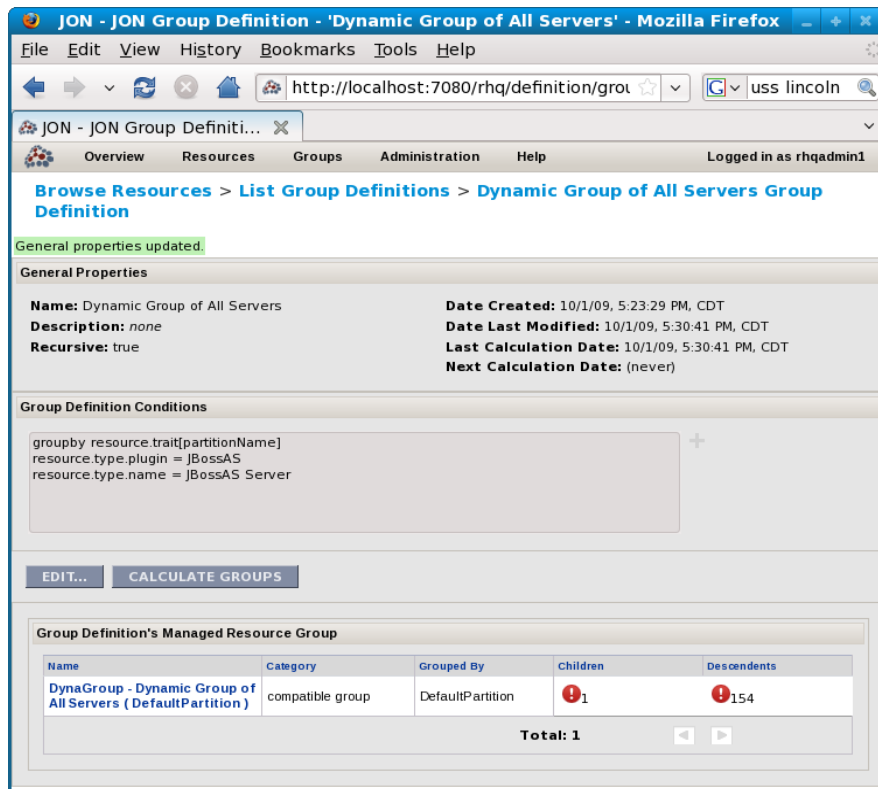 JON - JON Group Definition - 'Dynamic Group of All Servers' - Mozilla Firefox
File Edit View History Bookmarks Tools Help
http://localhost:7080/rhq/definition/grou
G uss lincoln
JON - JON Group Definiti...
Overview Resources Groups Administration Help Logged in as rhqadmin1
Browse Resources > List Group Definitions > Dynamic Group of All Servers Group
Definition
General properties updated.
General Properties
Name: Dynamic Group of All Servers Date Created: 10/1/09, 5:23:29 PM, CDT
Description: none Date Last Modified: 10/1/09, 5:30:41 PM, CDT
Recursive: true Last Calculation Date: 10/1/09, 5:30:41 PM, CDT
Next Calculation Date: (never)
Group Definition Conditions
groupby resource.trait[partitionName]
resource.type.plugin = JBossAS
resource.type.name = JBossAS Server
EDIT... CALCULATE GROUPS
Group Definition's Managed Resource Group
Name Category Grouped By Children Descendents
DynaGroup - Dynamic Group of
All Servers ( DefaultPartition ) compatible group DefaultPartition 1 154
Total: 1